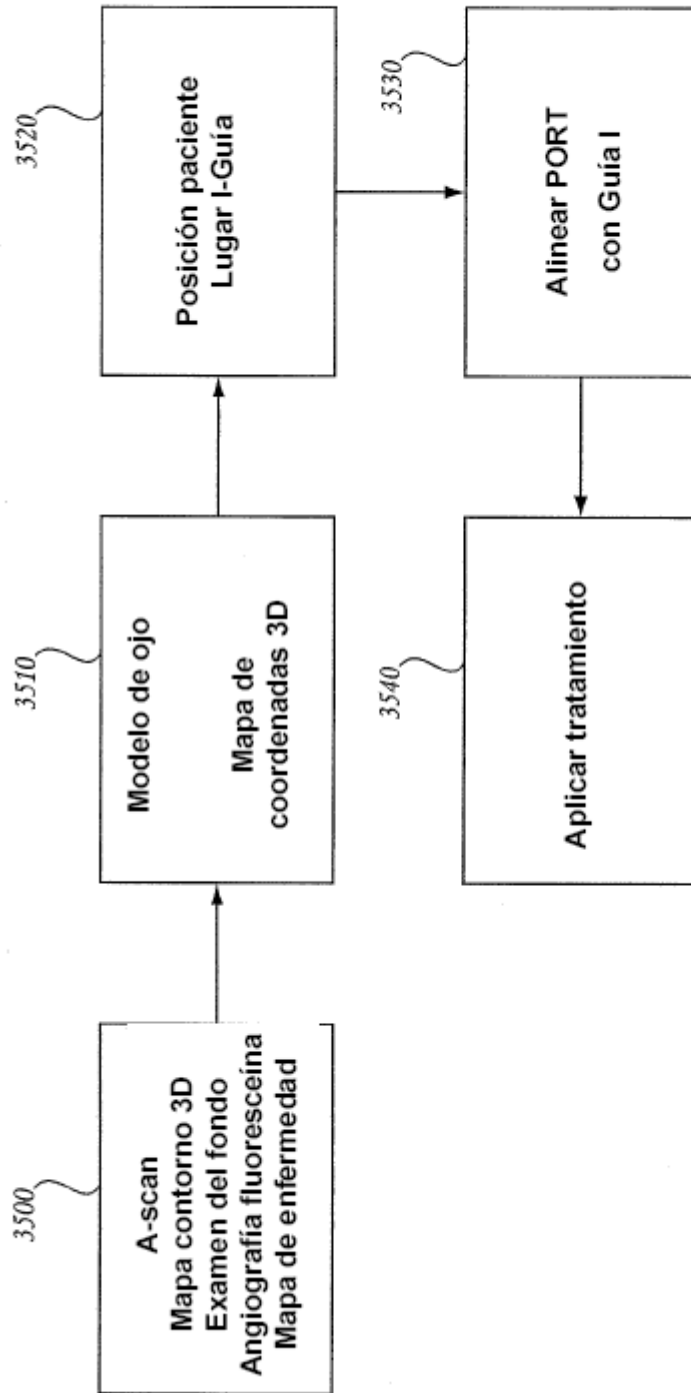 3500
A-scan
Mapa contorno 3D
Examen del fondo
Angiografía fluoresceína
Mapa de enfermedad
3510
Modelo de ojo
Mapa de
coordenadas 3D
3520
Posición paciente
Lugar I-Guía
3530
Alinear PORT
con Guía I
3540
Aplicar tratamiento